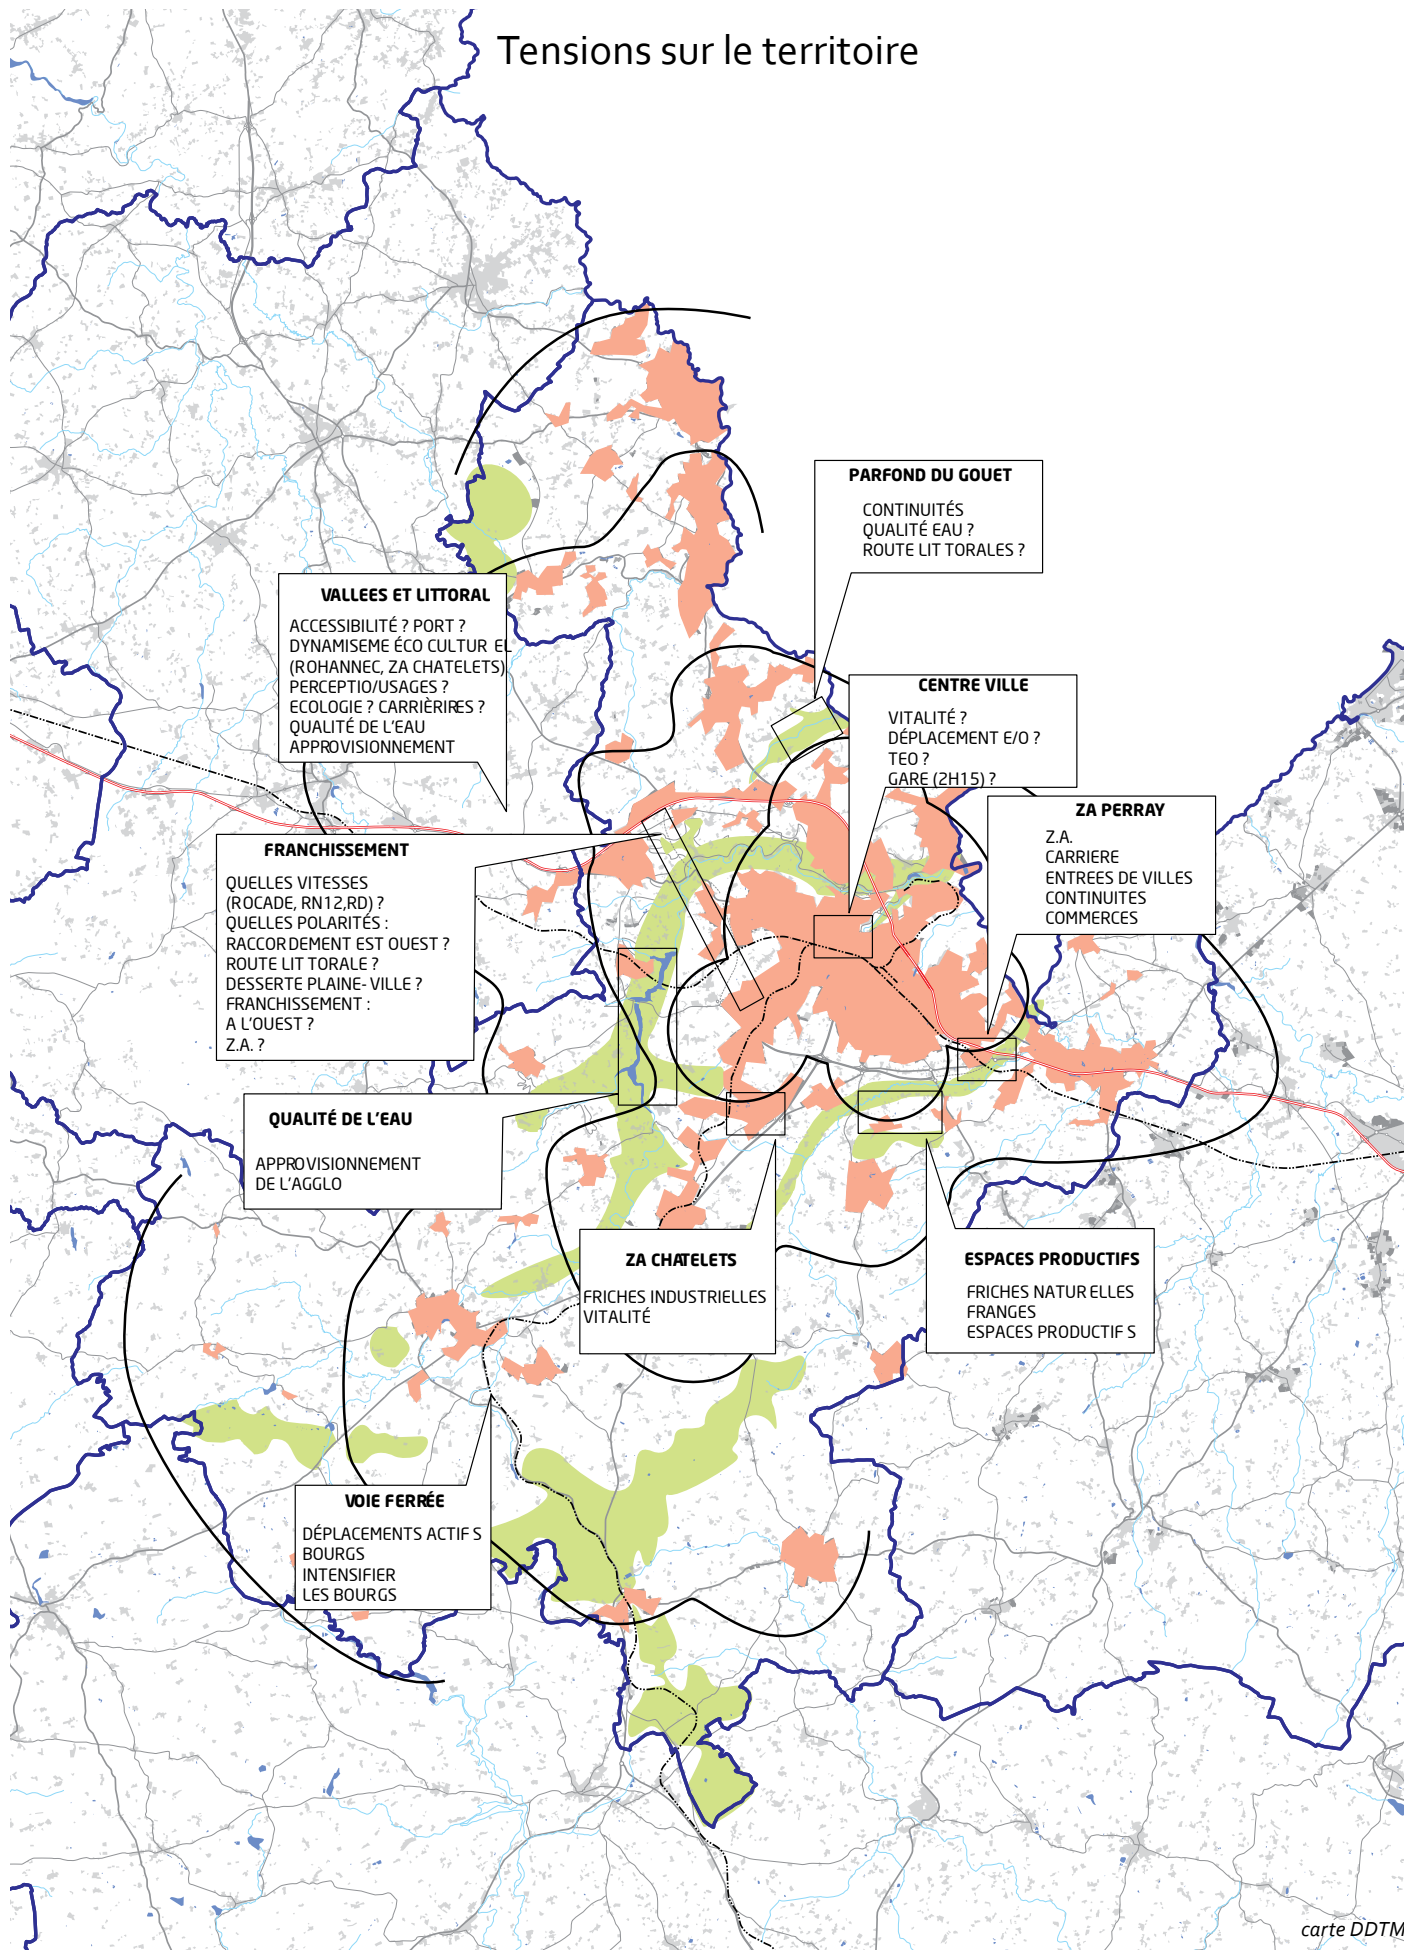 Tensions sur le territoire
PARFOND DU GOUET
CONTINUITÉS
QUALITÉ EAU ?
ROUTE LIT TORALES ?
VALLEES ET LITTORAL
ACCESSIBILITÉ ? PORT ?
DYNAMISEME ÉCO CULTUR EL
(ROHANNEC, ZA CHATELETS)
PERCEPTIO/USAGES ?
ECOLOGIE ? CARRIÈRIRES ?
QUALITÉ DE L'EAU
APPROVISIONNEMENT
CENTRE VILLE
VITALITÉ ?
DÉPLACEMENT E/O ?
TEO ?
GARE (2H15) ?
ZA PERRAY
Z.A.
CARRIERE
ENTREES DE VILLES
CONTINUITES
COMMERCES
FRANCHISSEMENT
QUELLES VITESSES
(ROCADE, RN12,RD) ?
QUELLES POLARITÉS :
RACCORDEMENT EST OUEST ?
ROUTE LIT TORALE ?
DESSERTE PLAINE- VILLE ?
FRANCHISSEMENT :
A L'OUEST ?
Z.A. ?
QUALITÉ DE L'EAU
APPROVISIONNEMENT
DE L'AGGLO
ZA CHATELETS
FRICHES INDUSTRIELLES
VITALITÉ
ESPACES PRODUCTIFS
FRICHES NATUR ELLES
FRANGES
ESPACES PRODUCTIF S
VOIE FERRÉE
DÉPLACEMENTS ACTIF S
BOURGS
INTENSIFIER
LES BOURGS
carte DDTM